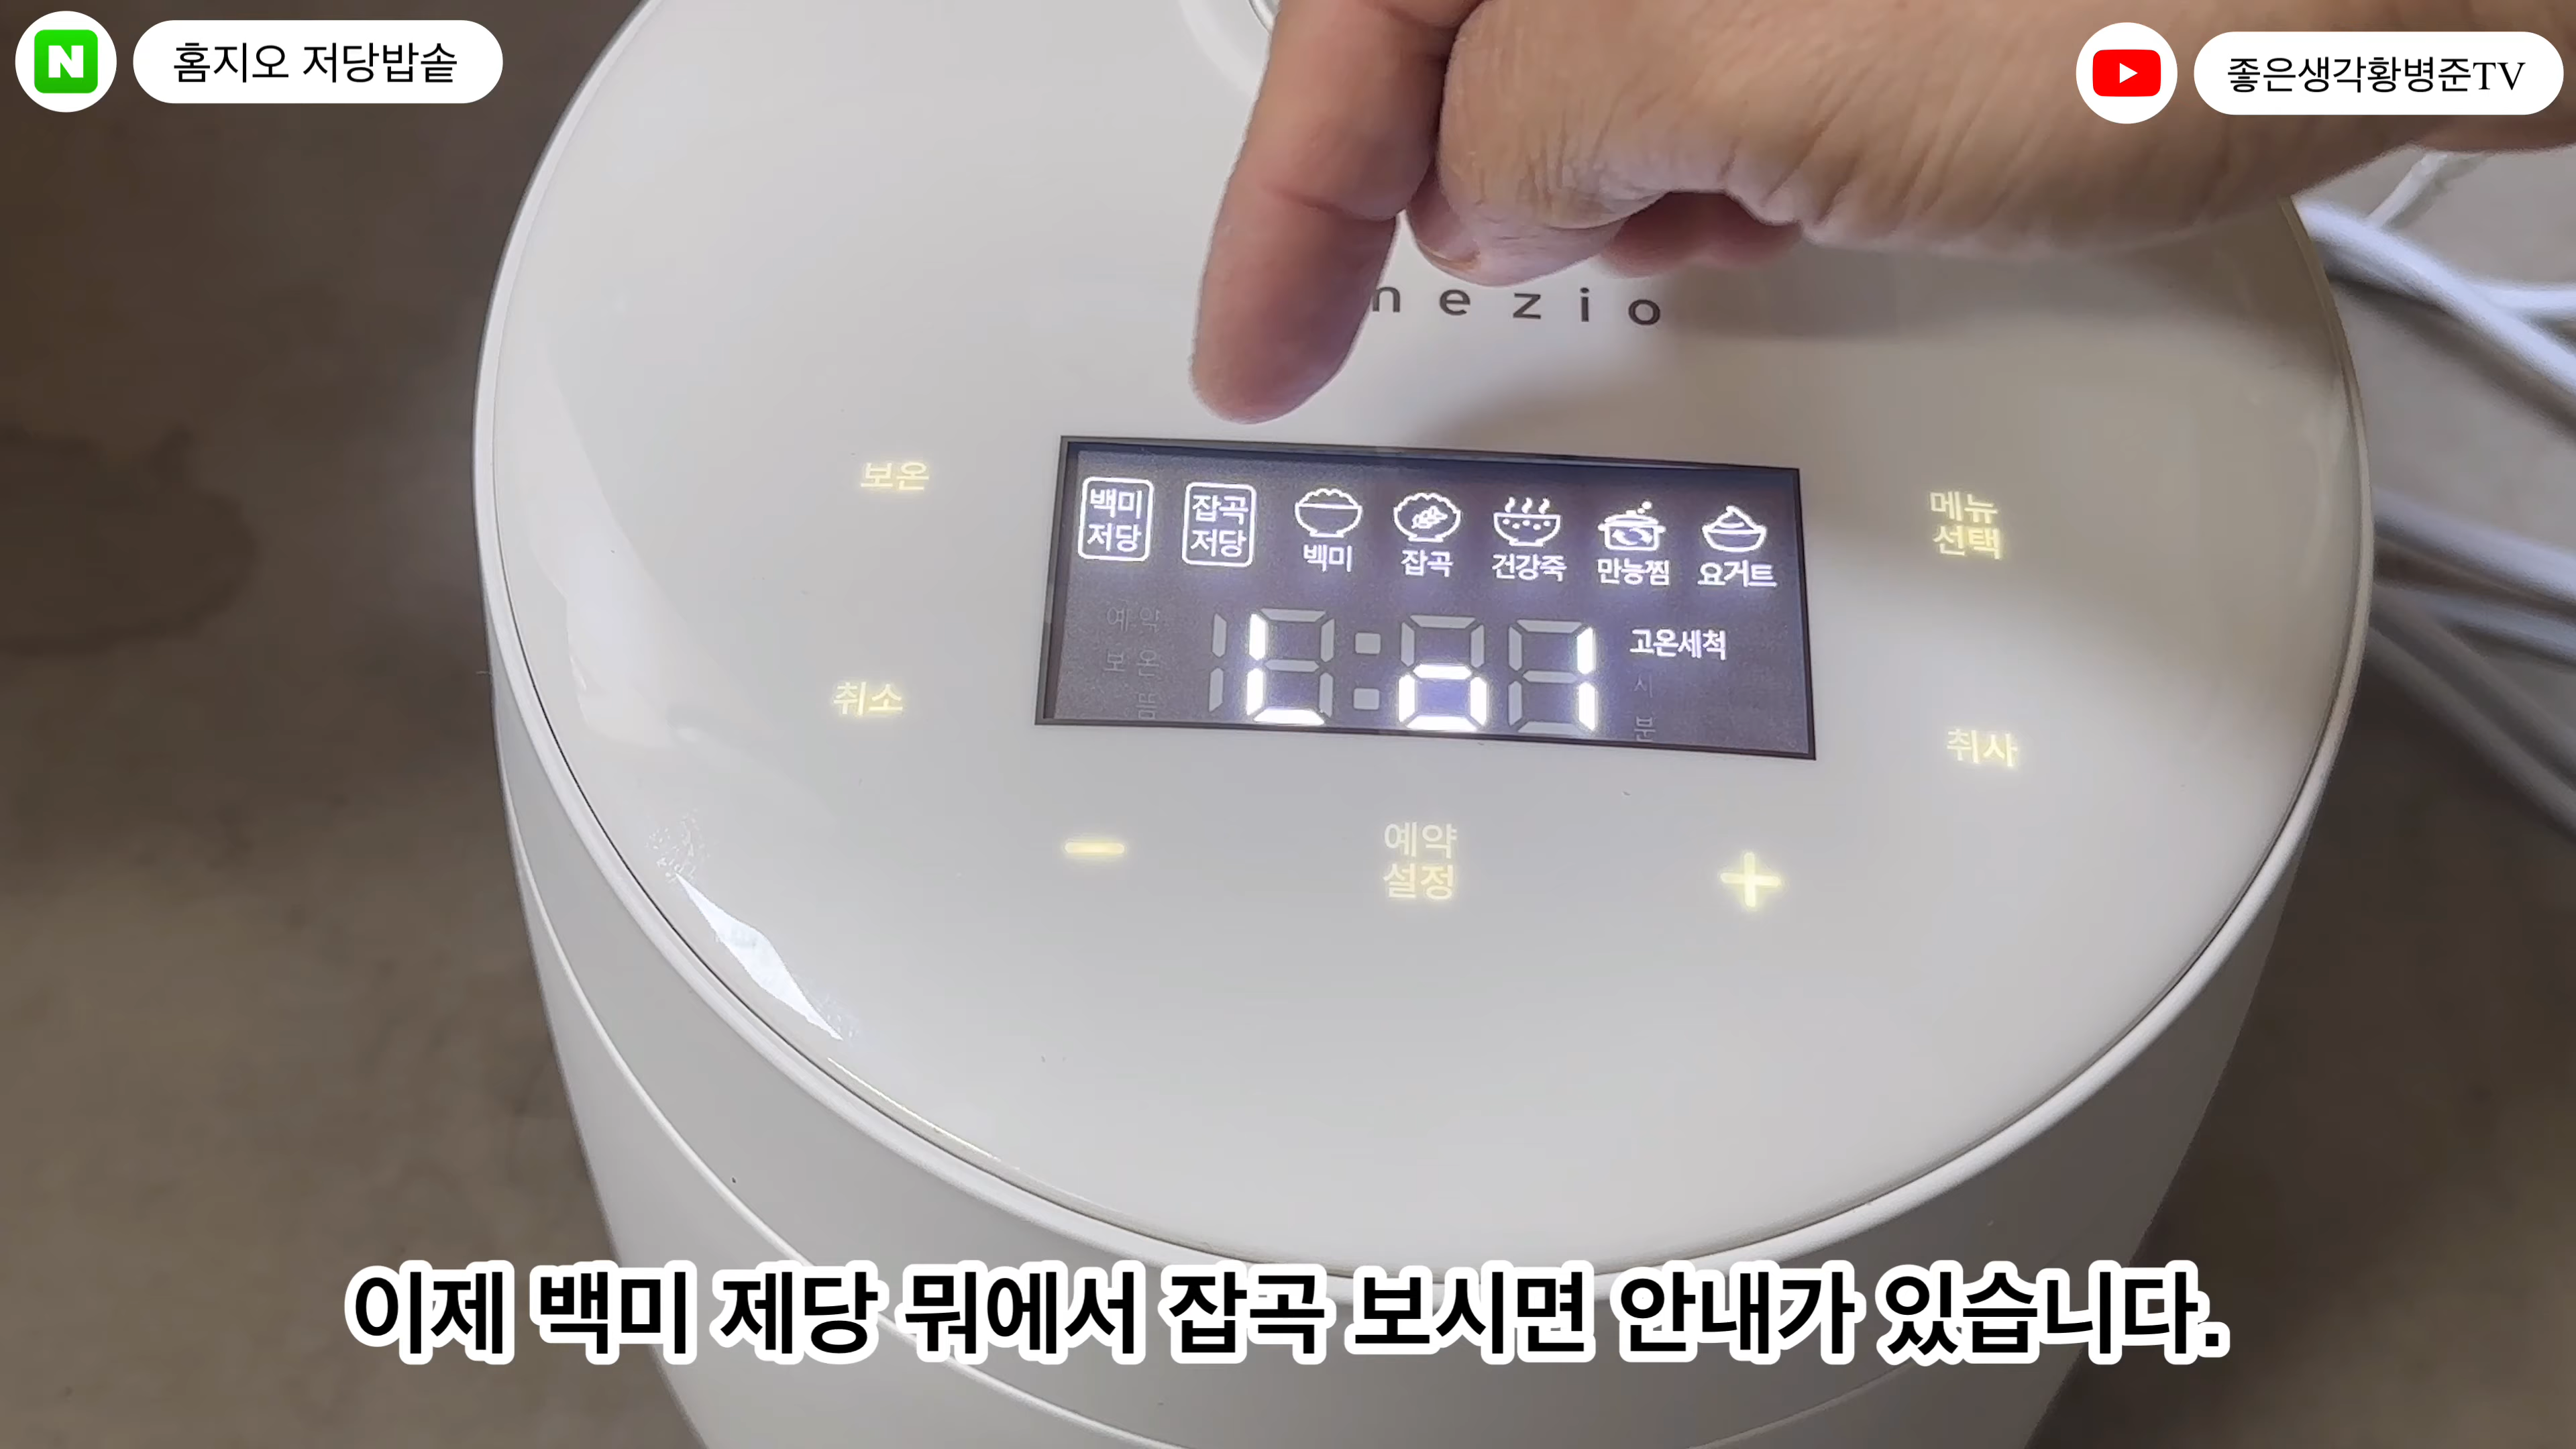 N
홈지오 저당밥솥
좋은생각황병준TV
mezio
보온
백미
저당
잡곡
저당
백미
잡곡
건강죽
만능찜
요거트
메뉴
선택
예약
보온
뜸
고온세척
시
분
취소
취사
예약
설정
이제 백미 제당 뭐에서 잡곡 보시면 안내가 있습니다.